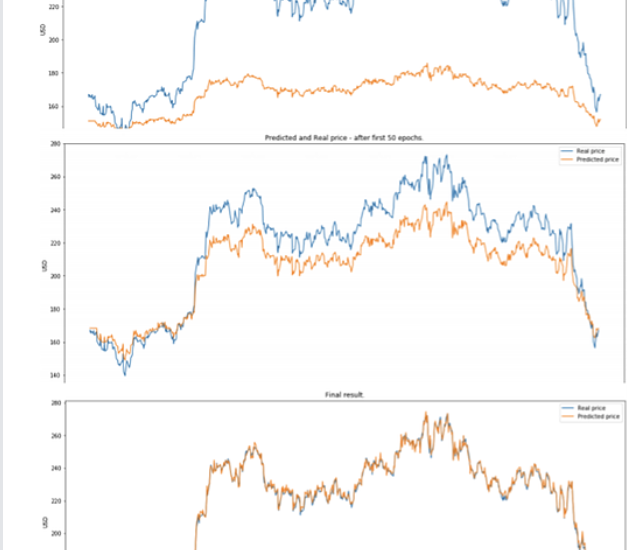 220
200
180
160
USD
Predicted and Real price - after first 50 epochs.
280
260
240
220
200
180
160
140
USD
Real price
Predicted price
Final result.
280
260
240
220
200
USD
Real price
Predicted price